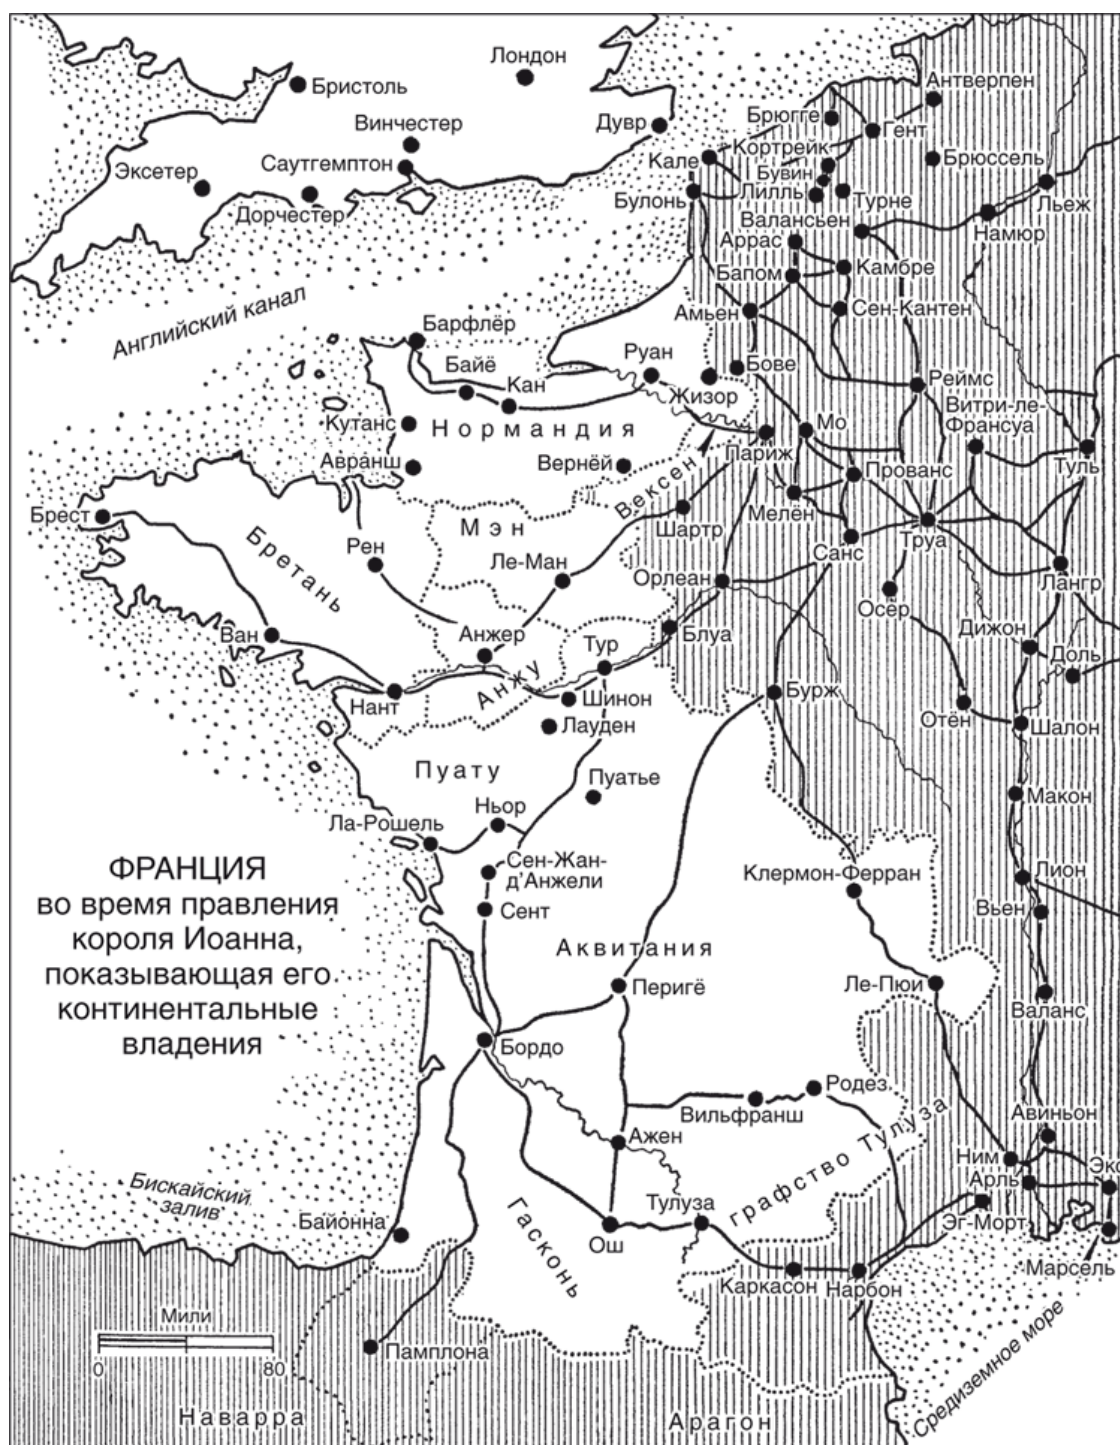 Лондон
Бристоль
Антверпен
Винчестер
Дувр
Брюгге
Гент
Саутгемптон
Кале
Кортрейк
Брюссель
Эксетер
Бувин
Дорчестер
Булонь
Лилль
Турне
Льеж
Валансьен
Намюр
Аррас
Бапом
Камбре
Английский канал
Амьен
Сен-Кантен
Барфлёр
Байё
Руан
Бове
Кан
Жизор
Реймс
Витри-ле-
Франсуа
Кутанс
Нормандия
Мо
Авранш
Вернёй
Париж
Прованс
Туль
Вексен
Брест
Мэн
Шартр
Мелён
Бретань
Рен
Ле-Ман
Санс
Труа
Орлеан
Лангр
Осер
Ван
Анжер
Тур
Блуа
Дижон
Доль
Анжу
Нант
Шинон
Бурж
Лауден
Отён
Шалон
Пуату
Пуатье
Ньор
Макон
Ла-Рошель
ФРАНЦИЯ
во время правления
короля Иоанна,
показывающая его
континентальные
владения
Сен-Жан-
д’Анжели
Клермон-Ферран
Лион
Сент
Вьен
Аквитания
Перигё
Ле-Пюи
Валанс
Бордо
Родез
Вильфранш
Авиньон
Ажен
графство Тулуза
Ним
Экс
Бискайский
залив
Арль
Байонна
Гасконь
Тулуза
Эг-Морт
Ош
Марсель
Каркасон
Нарбон
Мили
0
80
Памплона
Средиземное море
Наварра
Арагон